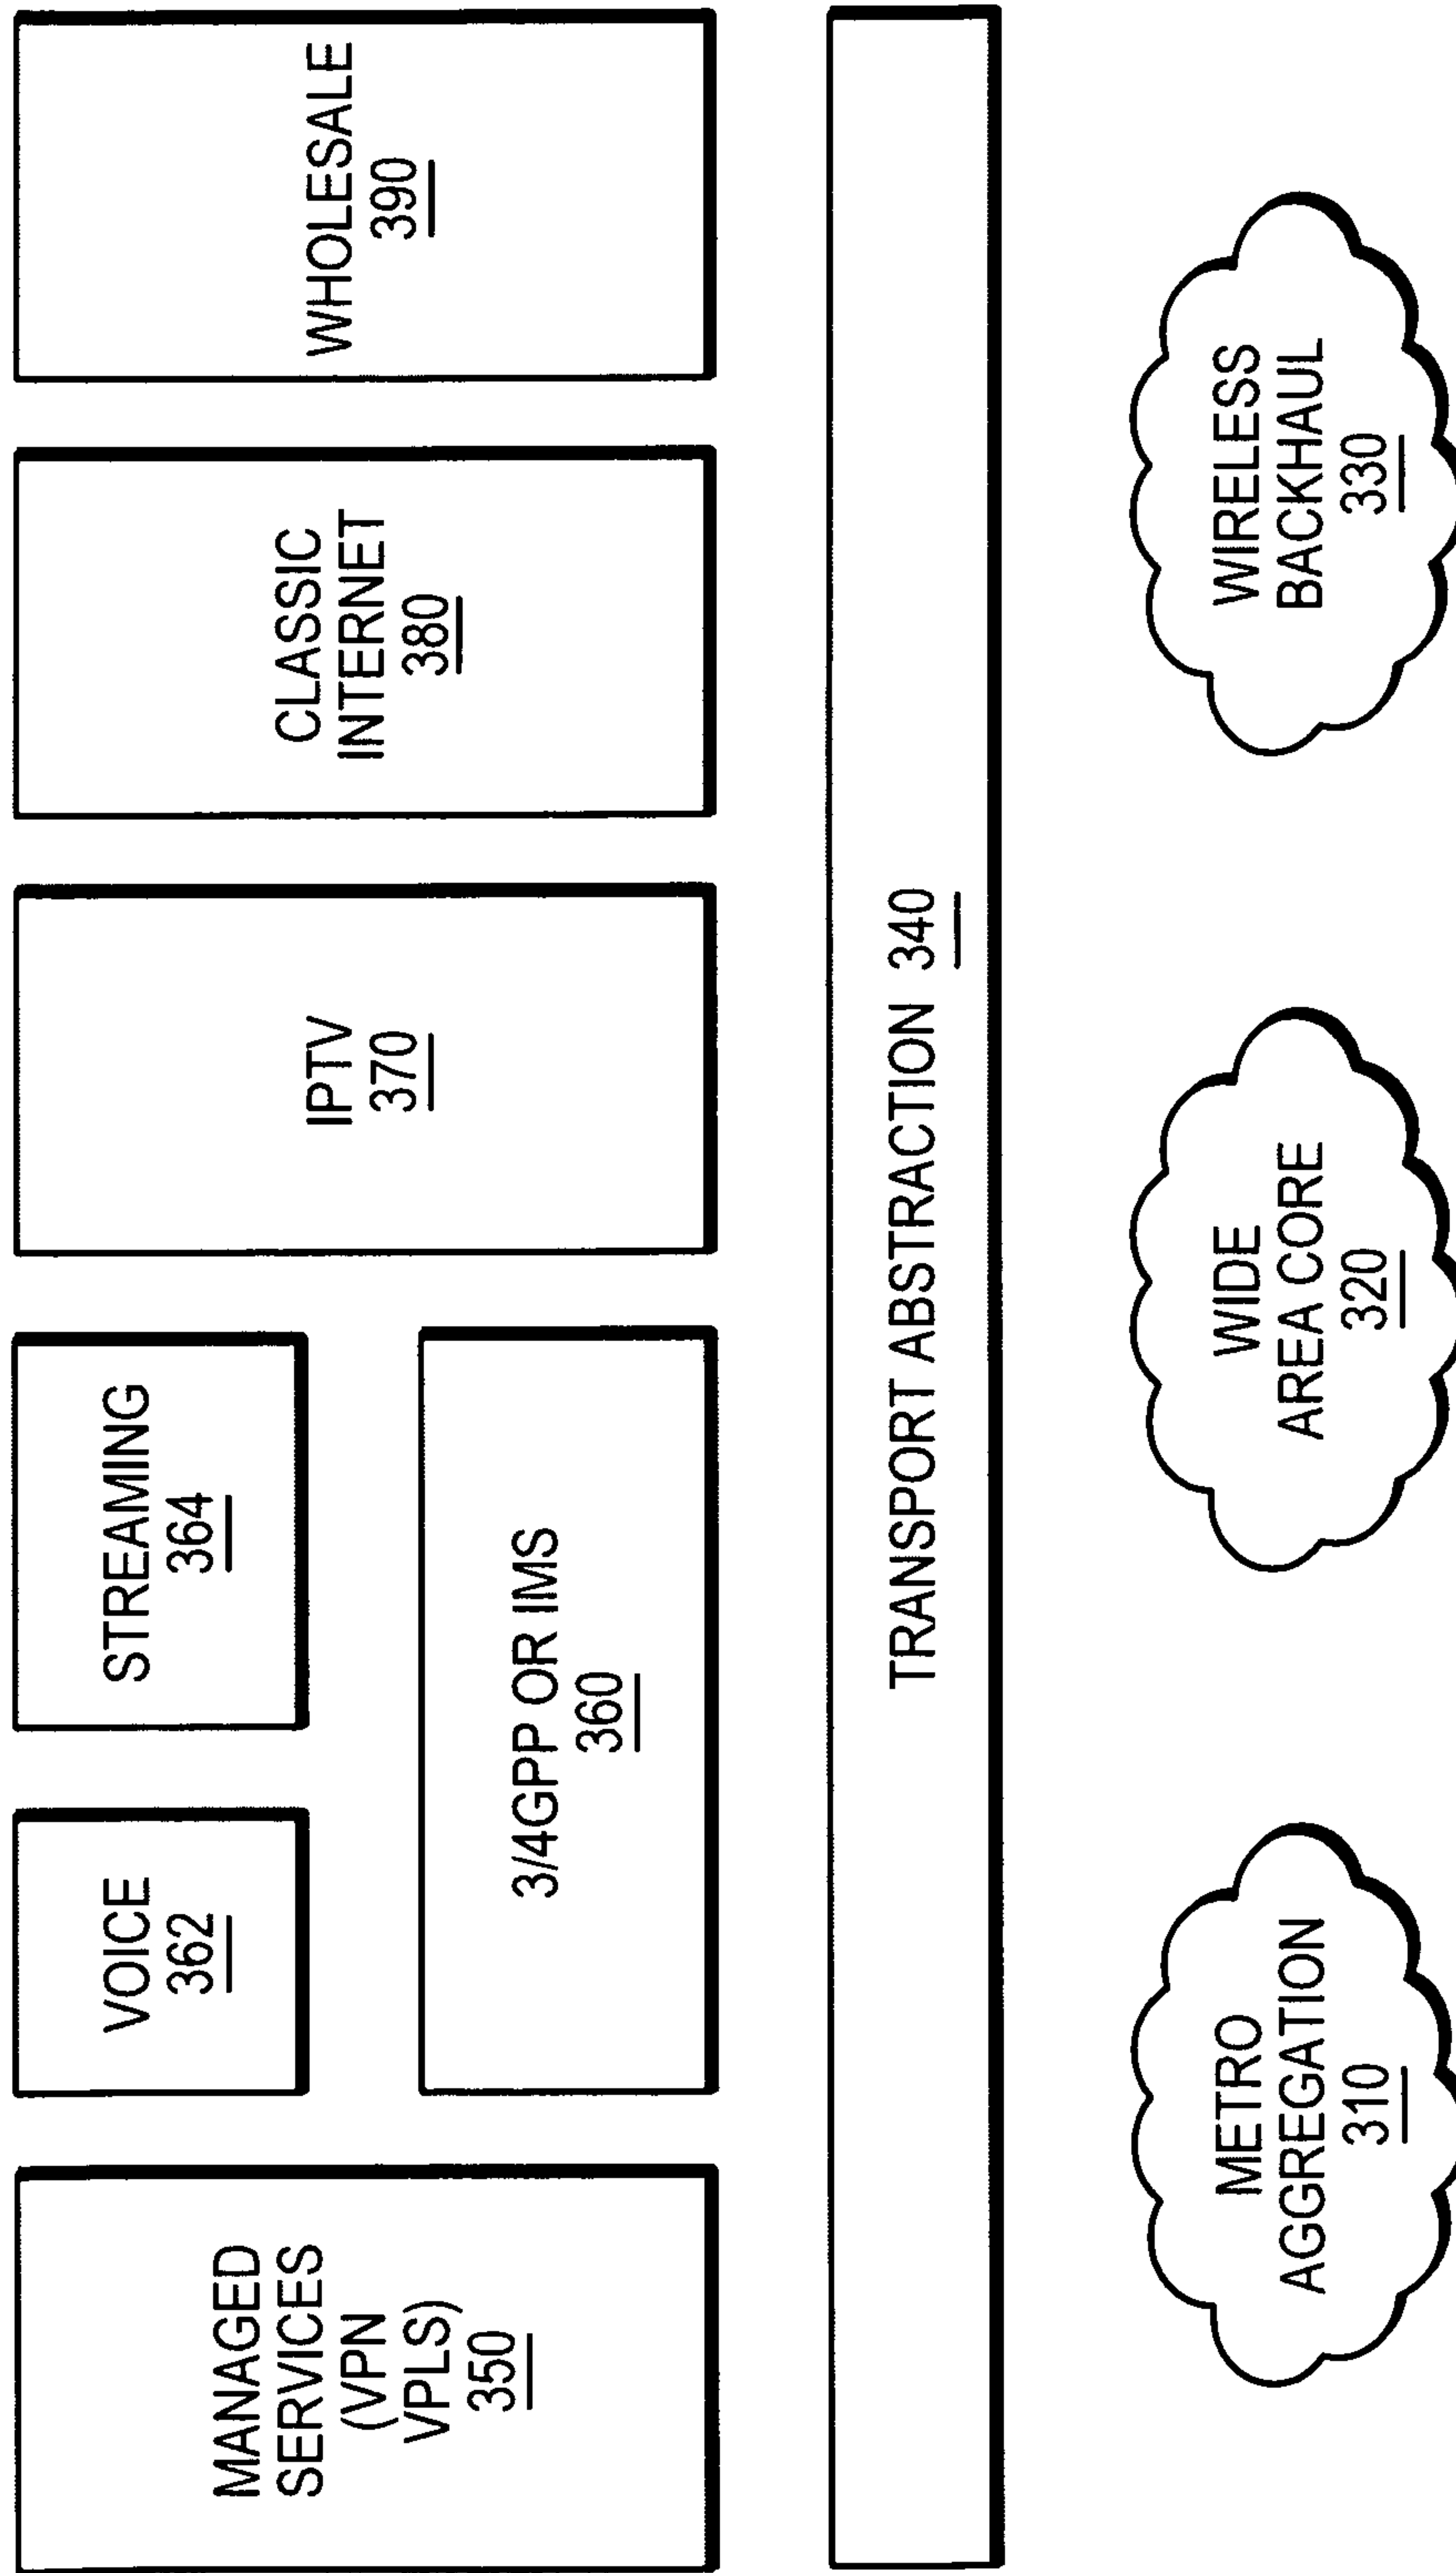 MANAGED
SERVICES
(VPN
VPLS)
350
VOICE
362
STREAMING
364
3/4GPP OR IMS
360
IPTV
370
CLASSIC
INTERNET
380
WHOLESALE
390
TRANSPORT ABSTRACTION 340
METRO
AGGREGATION
310
WIDE
AREA CORE
320
WIRELESS
BACKHAUL
330